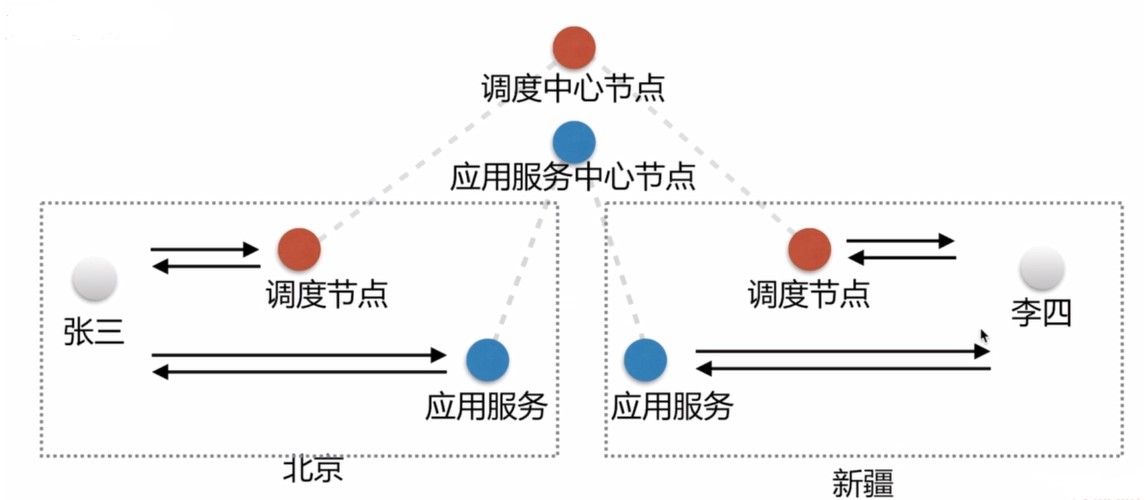 调度中心节点
应用服务中心节点
调度节点
张三
应用服务
北京
调度节点
李四
应用服务
新疆